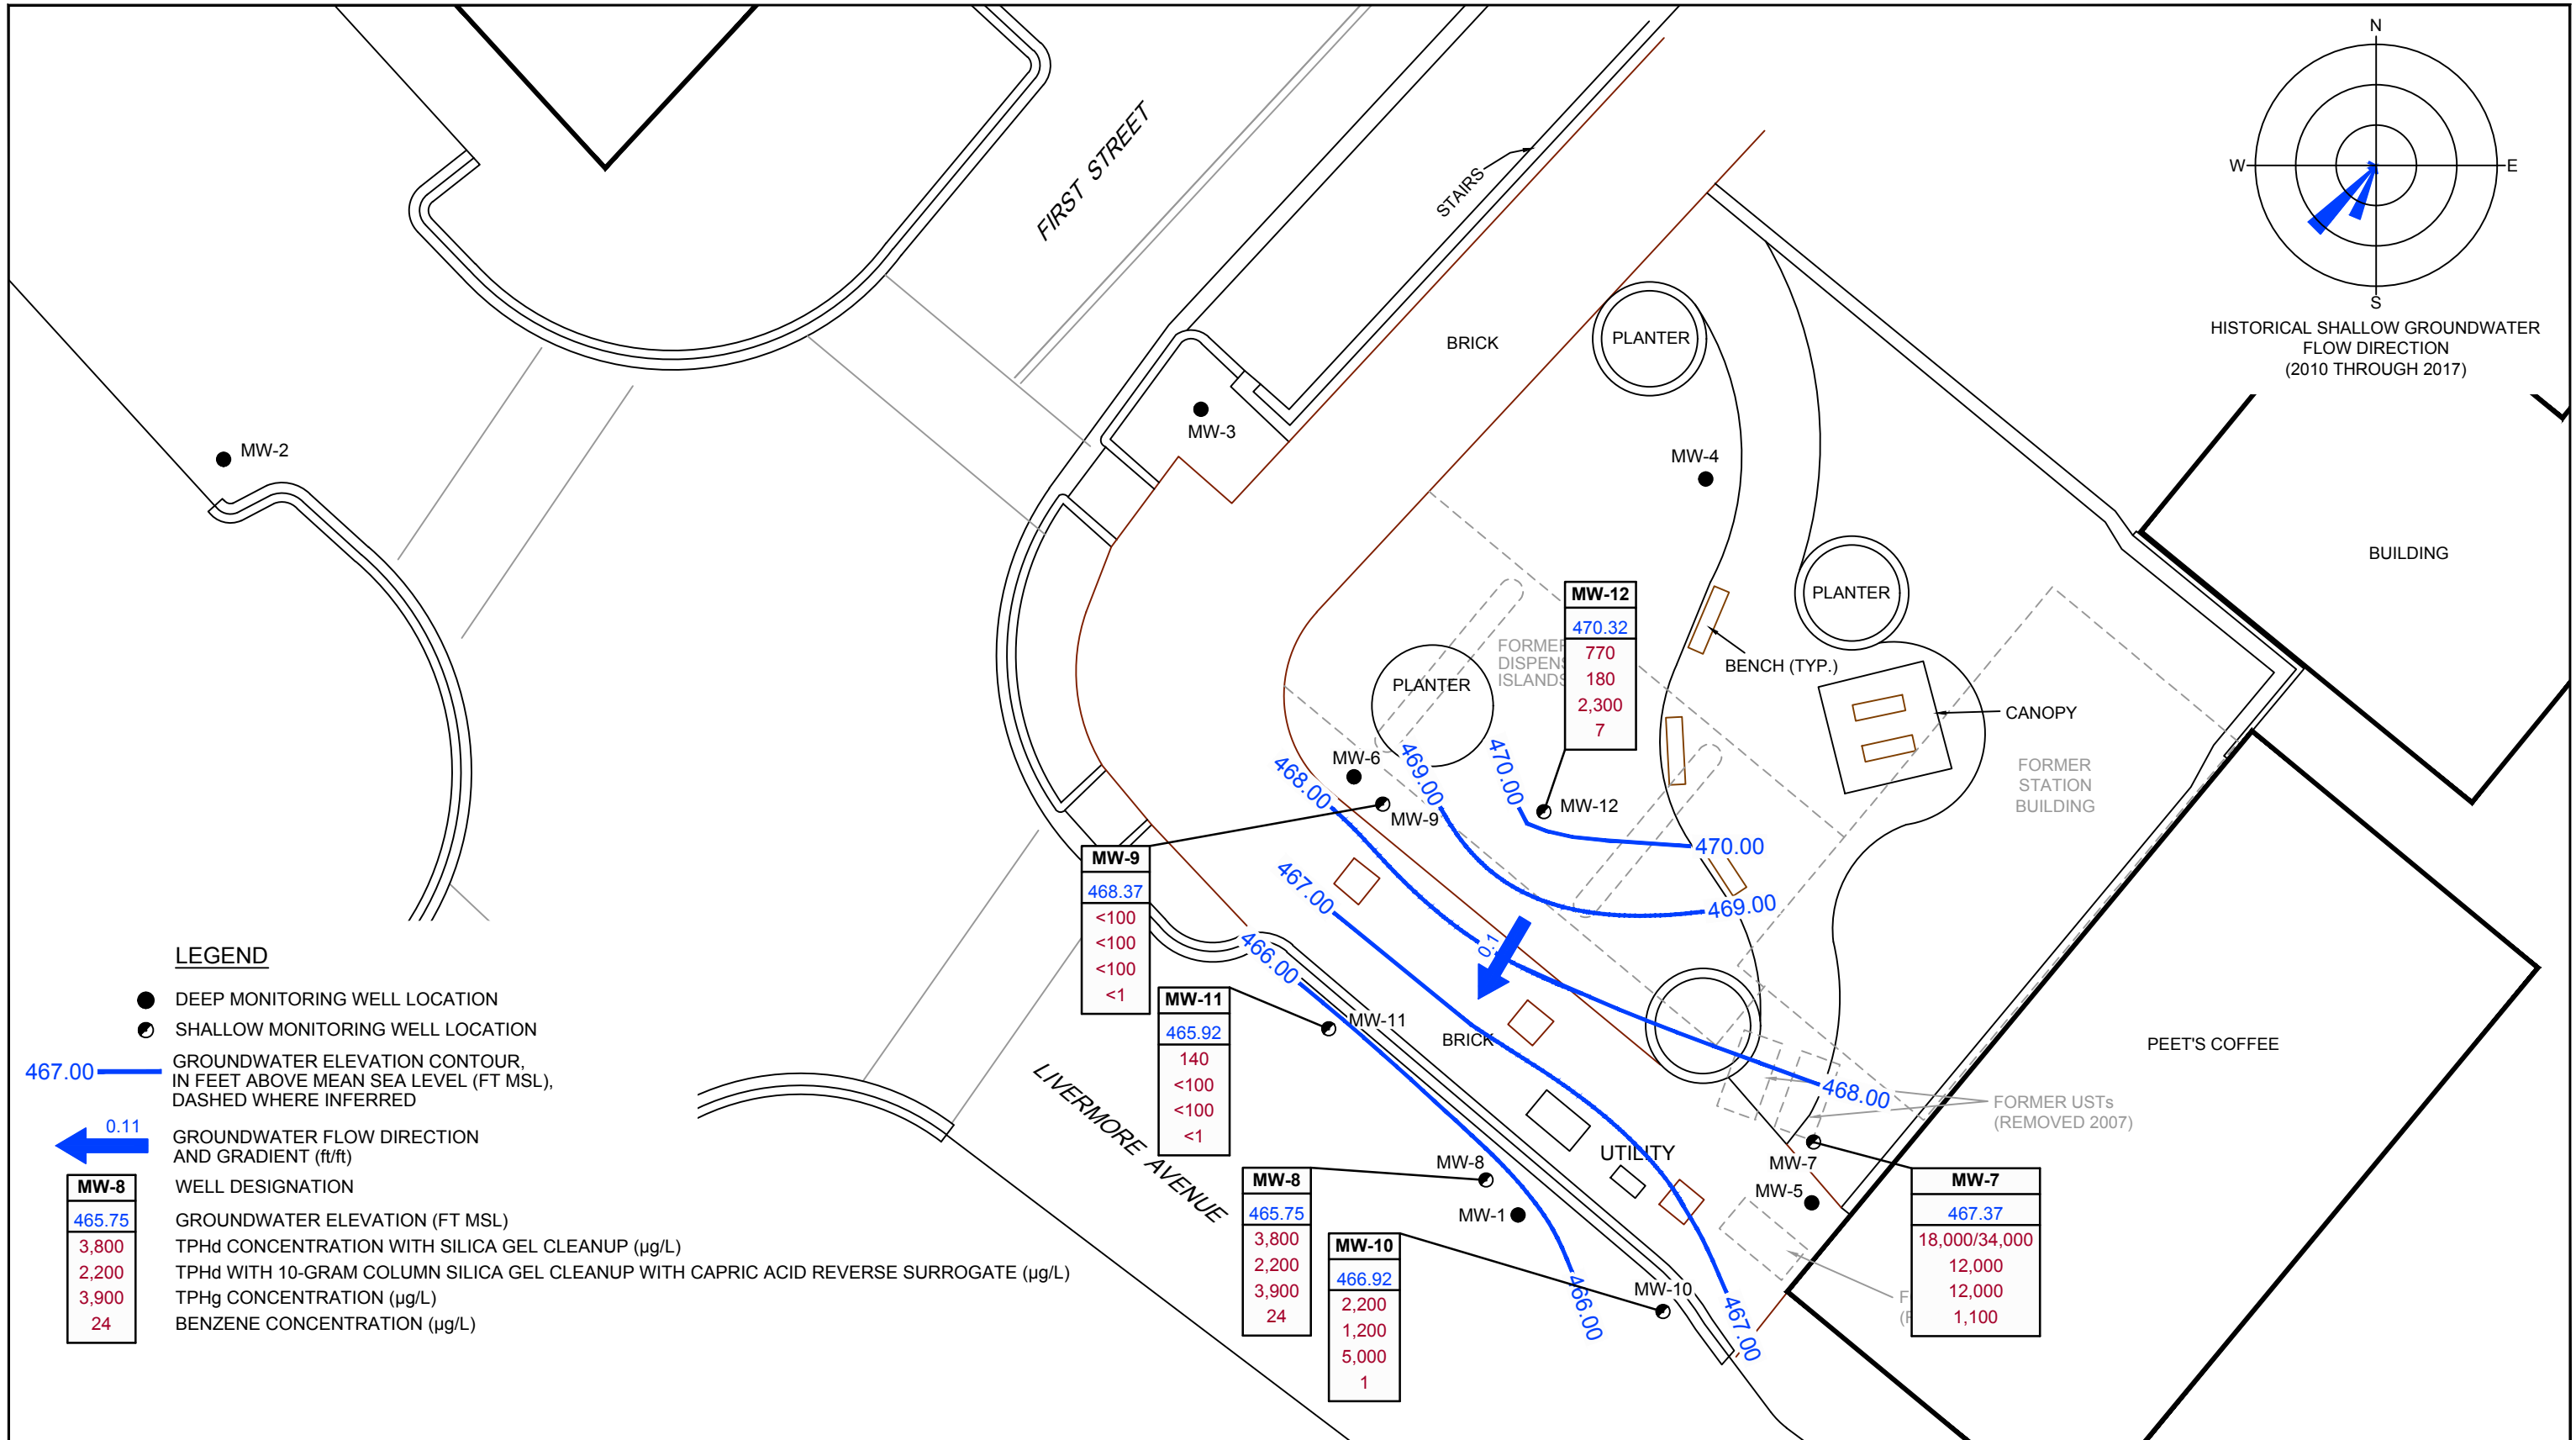 N
W
E
S
HISTORICAL SHALLOW GROUNDWATER
FLOW DIRECTION
(2010 THROUGH 2017)
FIRST STREET
STAIRS
BRICK
PLANTER
MW-3
MW-2
MW-4
BUILDING
PLANTER
MW-12
470.32
770
180
2,300
7
FORMER
DISPENS
ISLANDS
BENCH (TYP.)
PLANTER
CANOPY
FORMER
STATION
BUILDING
MW-6
468.00
469.00
470.00
MW-12
MW-9
470.00
469.00
MW-9
468.37
<100
<100
<100
<1
467.00
466.00
0.1
MW-11
465.92
140
<100
<100
<1
MW-11
BRICK
PEET'S COFFEE
468.00
FORMER USTs
(REMOVED 2007)
LIVERMORE AVENUE
UTILITY
MW-7
MW-5
MW-8
MW-1
MW-8
465.75
3,800
2,200
3,900
24
MW-10
466.92
2,200
1,200
5,000
1
MW-10
466.00
467.00
MW-7
467.37
18,000/34,000
12,000
12,000
1,100
F
(R
LEGEND
DEEP MONITORING WELL LOCATION
SHALLOW MONITORING WELL LOCATION
467.00
GROUNDWATER ELEVATION CONTOUR,
IN FEET ABOVE MEAN SEA LEVEL (FT MSL),
DASHED WHERE INFERRED
0.11
GROUNDWATER FLOW DIRECTION
AND GRADIENT (ft/ft)
MW-8 WELL DESIGNATION
465.75 GROUNDWATER ELEVATION (FT MSL)
3,800 TPHd CONCENTRATION WITH SILICA GEL CLEANUP (µg/L)
2,200 TPHd WITH 10-GRAM COLUMN SILICA GEL CLEANUP WITH CAPRIC ACID REVERSE SURROGATE (µg/L)
3,900 TPHg CONCENTRATION (µg/L)
24 BENZENE CONCENTRATION (µg/L)